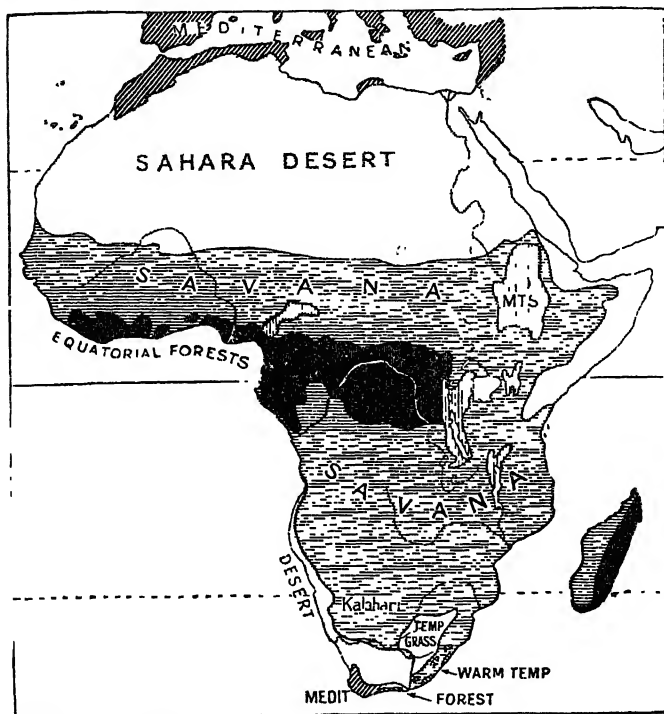 MEDITERRANEAN
SAHARA DESERT
SAVANA
MTS
EQUATORIAL FORESTS
SAVANA
DESERT
Kalahari
TEMP
GRASS
WARM TEMP
MEDIT
FOREST